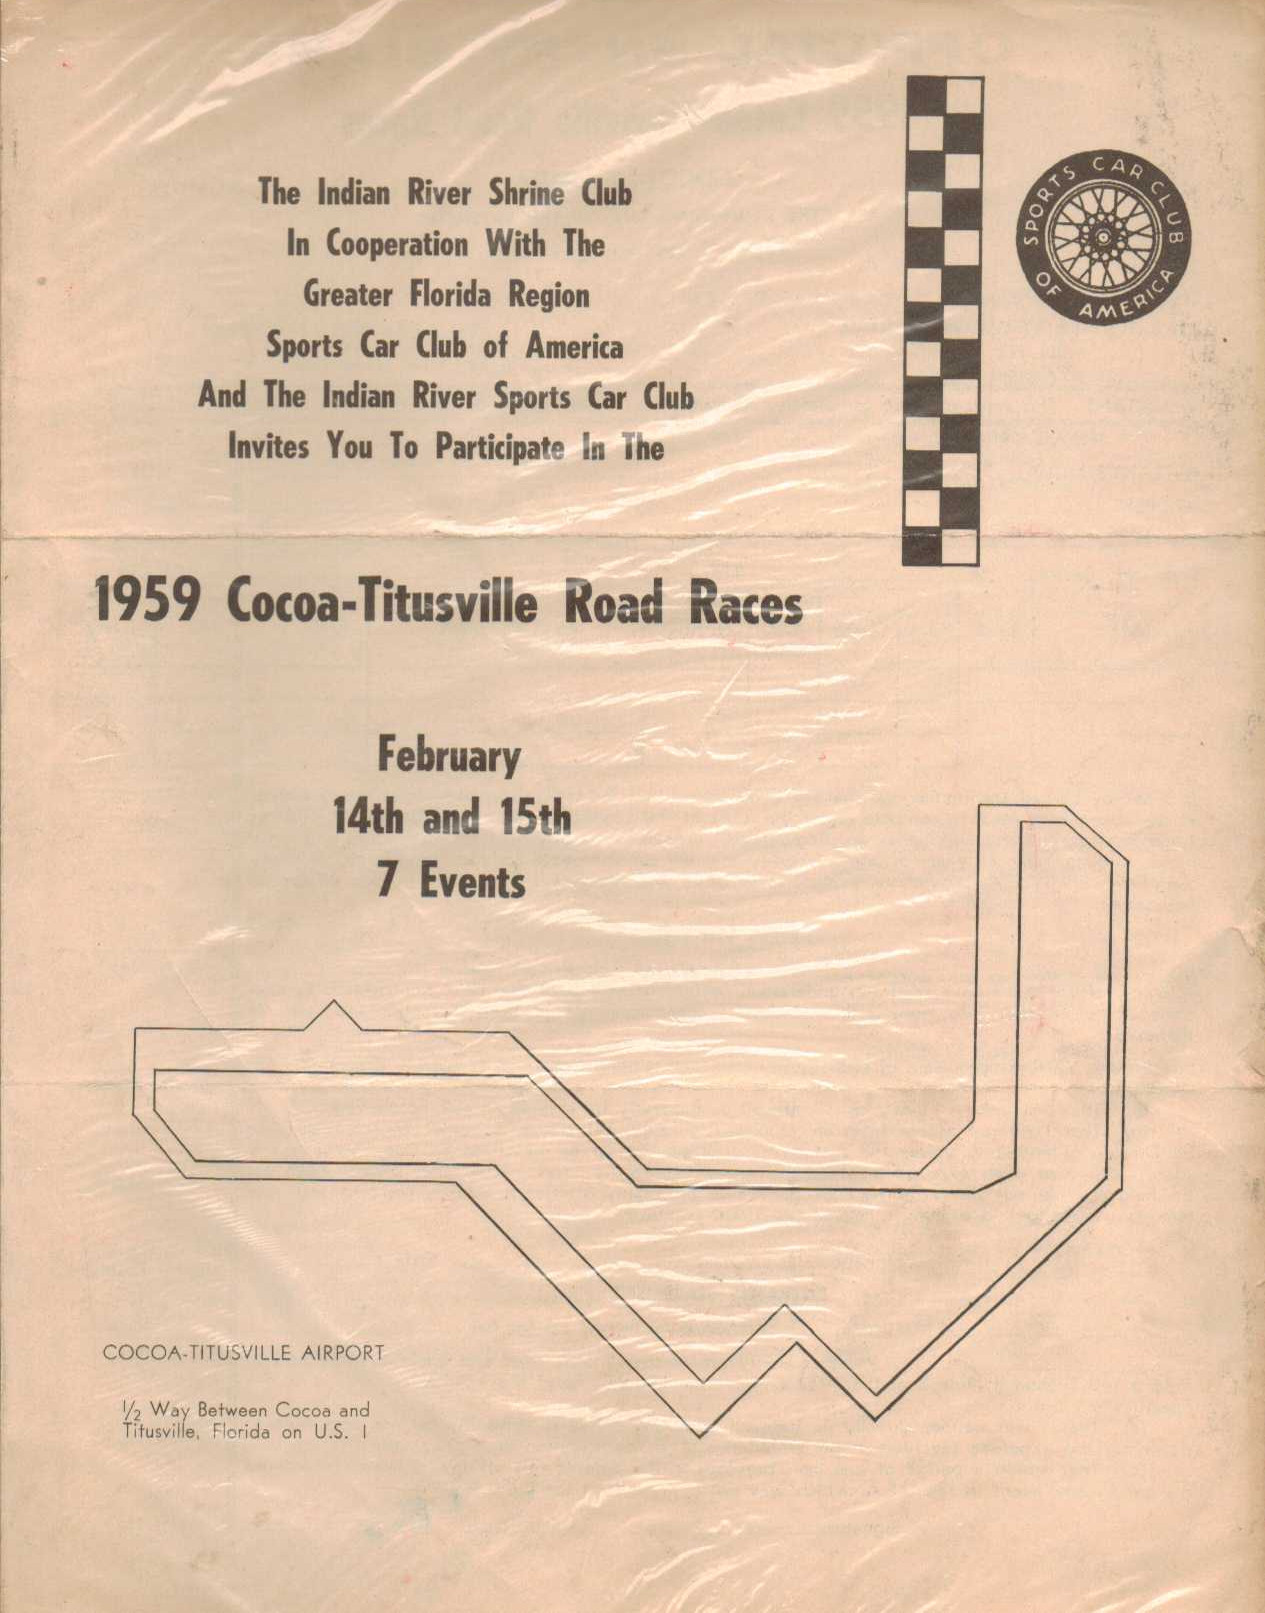 The Indian River Shrine Club
In Cooperation With The
Greater Florida Region
Sports Car Club of America
And The Indian River Sports Car Club
Invites You To Participate In The
SPORTS CAR CLUB
OF AMERICA
1959 Cocoa-Titusville Road Races
February
14th and 15th
7 Events
COCOA-TITUSVILLE AIRPORT
1/2 Way Between Cocoa and
Titusville, Florida on U.S. 1